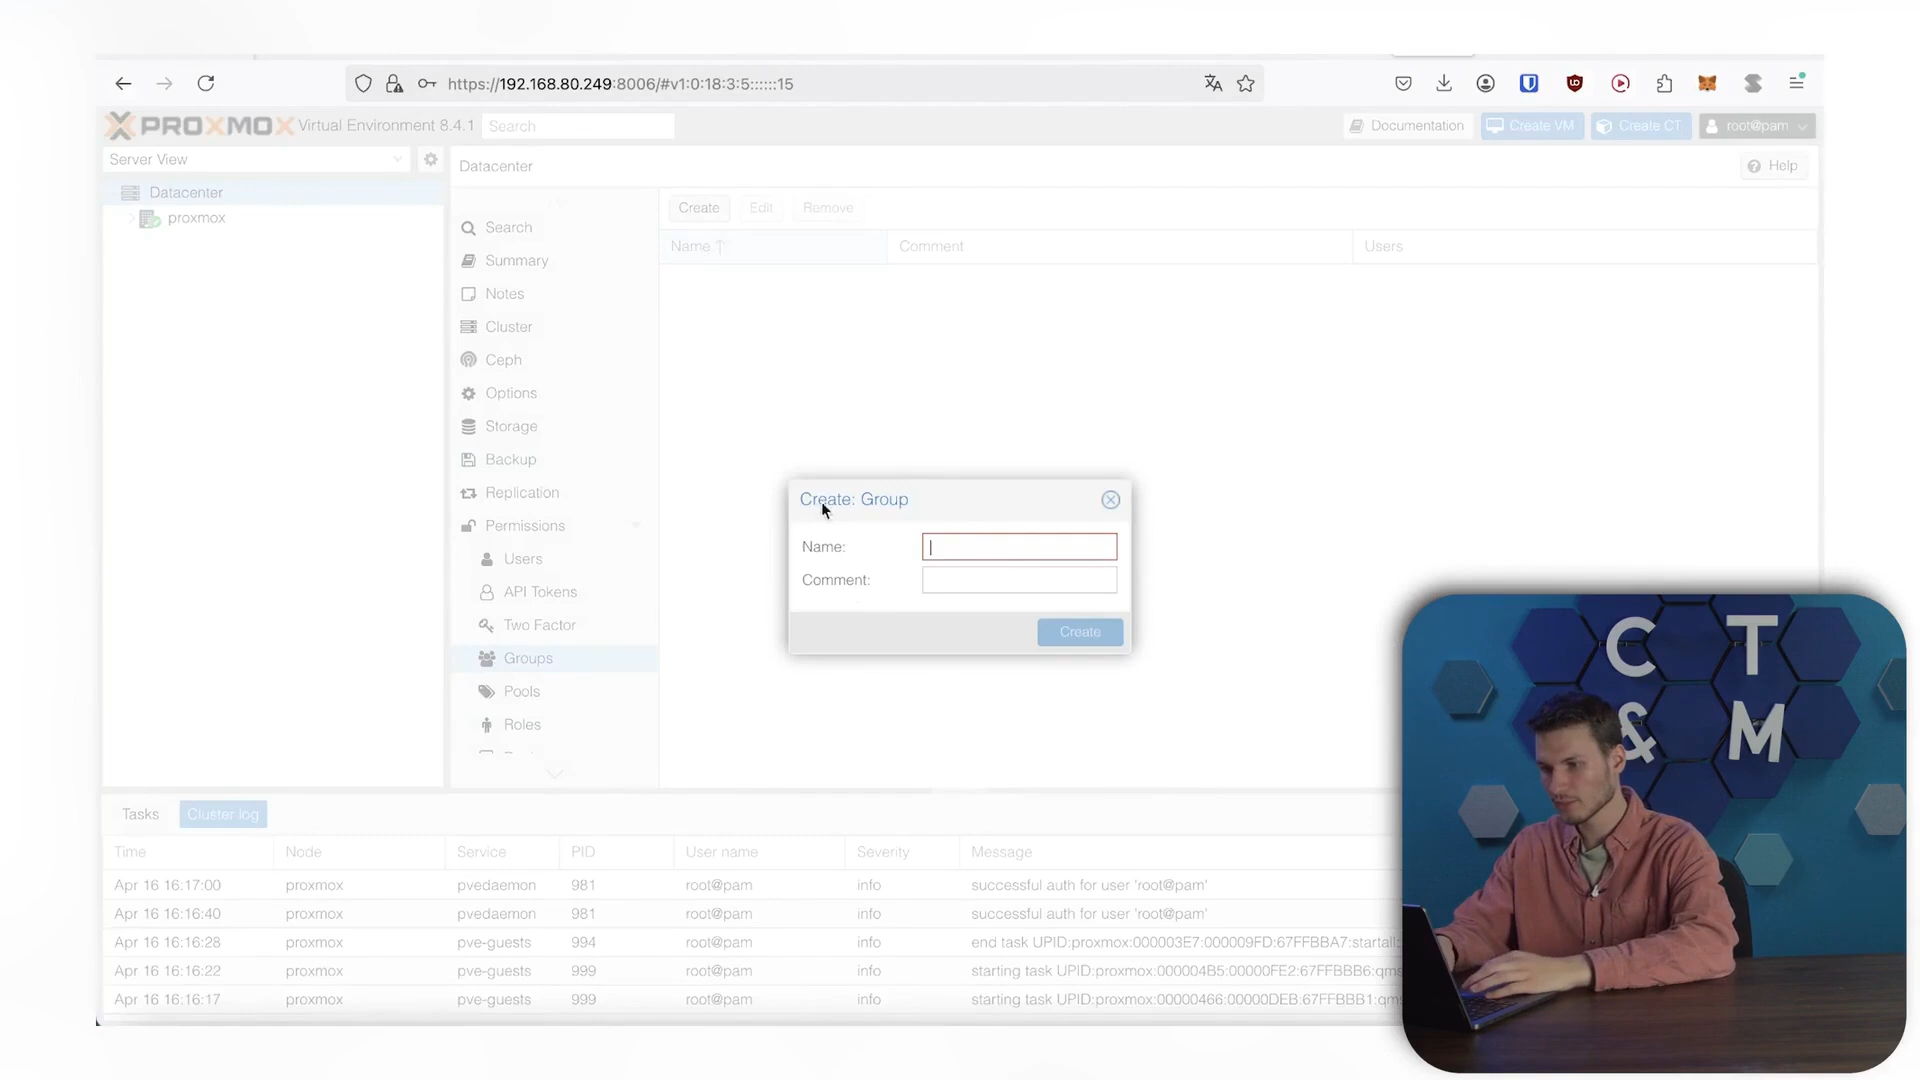 https://192.168.80.249:8006/#v1:0:18:3:5::::::15
PROXMOX Virtual Environment 8.4.1 Search
Documentation Create VM Create CT root@pam
Server View
Datacenter
proxmox
Datacenter Help
Search
Summary
Notes
Cluster
Ceph
Options
Storage
Backup
Replication
Permissions
Users
API Tokens
Two Factor
Groups
Pools
Roles
Create Edit Remove
Name Comment Users
Create: Group
Name:
Comment:
Create
Tasks Cluster log
Time Node Service PID User name Severity Message
Apr 16 16:17:00 proxmox pvedaemon 981 root@pam info successful auth for user 'root@pam'
Apr 16 16:16:40 proxmox pvedaemon 981 root@pam info successful auth for user 'root@pam'
Apr 16 16:16:28 proxmox pve-guests 994 root@pam info end task UPID:proxmox:000003E7:000009FD:67FFBBA7:startall:
Apr 16 16:16:22 proxmox pve-guests 999 root@pam info starting task UPID:proxmox:000004B5:00000FE2:67FFBBB6:qms
Apr 16 16:16:17 proxmox pve-guests 999 root@pam info starting task UPID:proxmox:00000466:00000DEB:67FFBBB1:qms
C T
& M